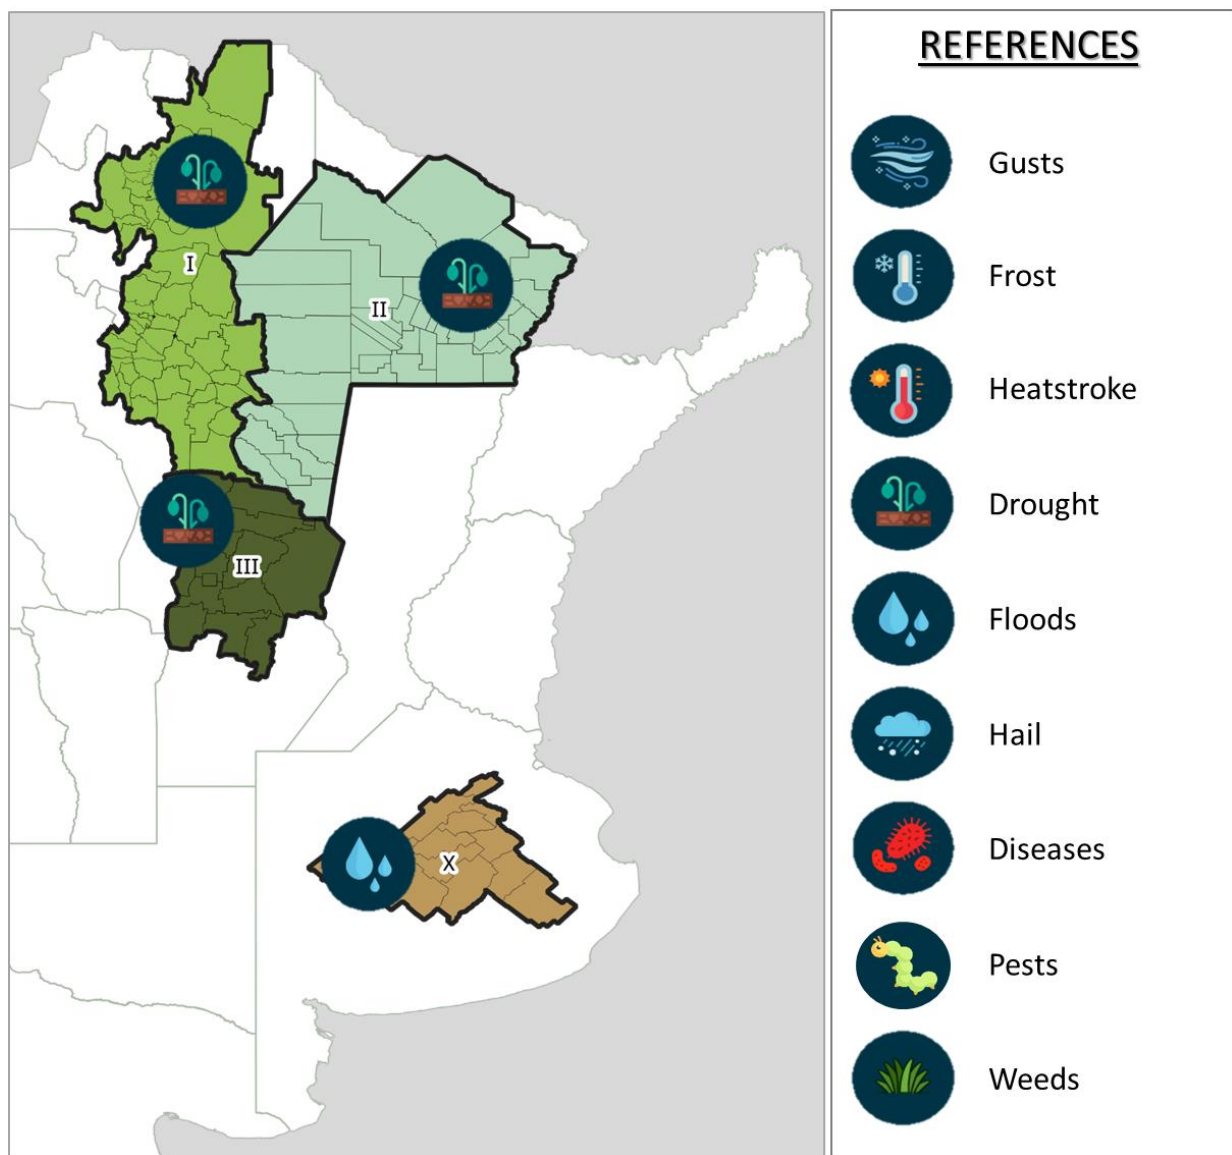 REFERENCES
Gusts
Frost
Heatstroke
Drought
Floods
Hail
Diseases
Pests
Weeds
I
II
III
X